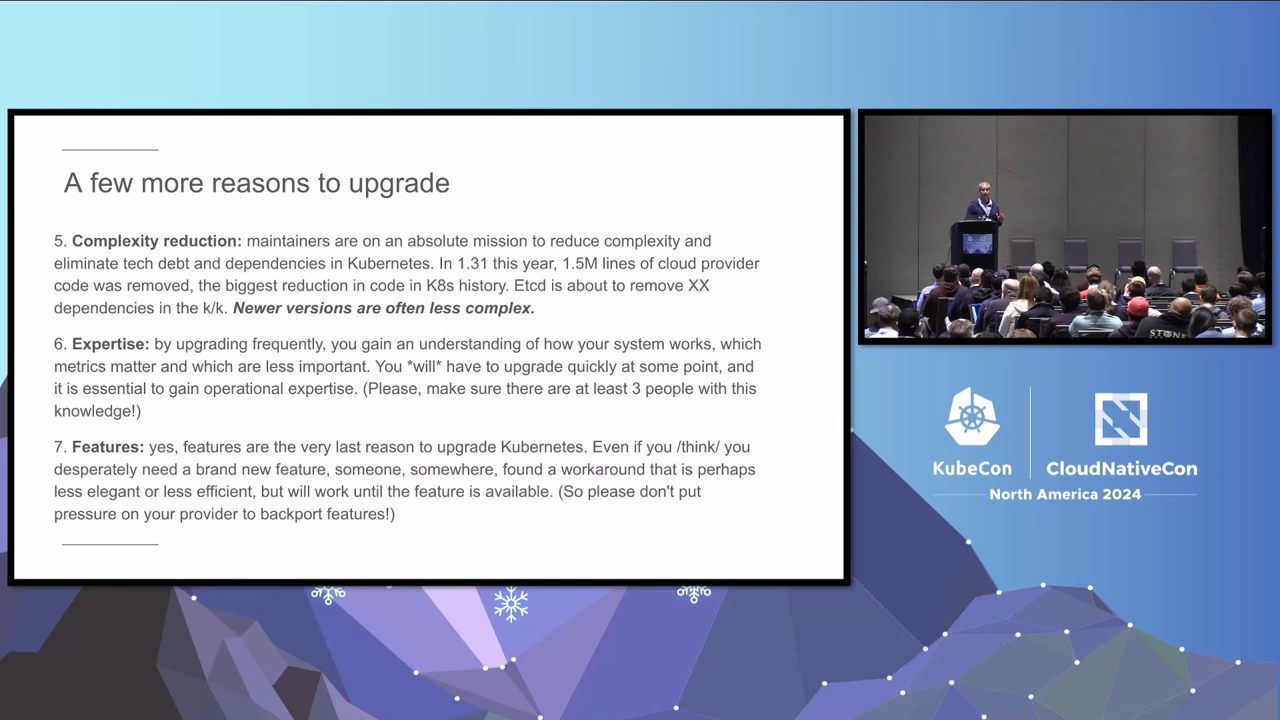 A few more reasons to upgrade
5. Complexity reduction: maintainers are on an absolute mission to reduce complexity and
eliminate tech debt and dependencies in Kubernetes. In 1.31 this year, 1.5M lines of cloud provider
code was removed, the biggest reduction in code in K8s history. Etcd is about to remove XX
dependencies in the k/k. Newer versions are often less complex.
6. Expertise: by upgrading frequently, you gain an understanding of how your system works, which
metrics matter and which are less important. You *will* have to upgrade quickly at some point, and
it is essential to gain operational expertise. (Please, make sure there are at least 3 people with this
knowledge!)
7. Features: yes, features are the very last reason to upgrade Kubernetes. Even if you /think/ you
desperately need a brand new feature, someone, somewhere, found a workaround that is perhaps
less elegant or less efficient, but will work until the feature is available. (So please don't put
pressure on your provider to backport features!)
KubeCon
CloudNativeCon
North America 2024